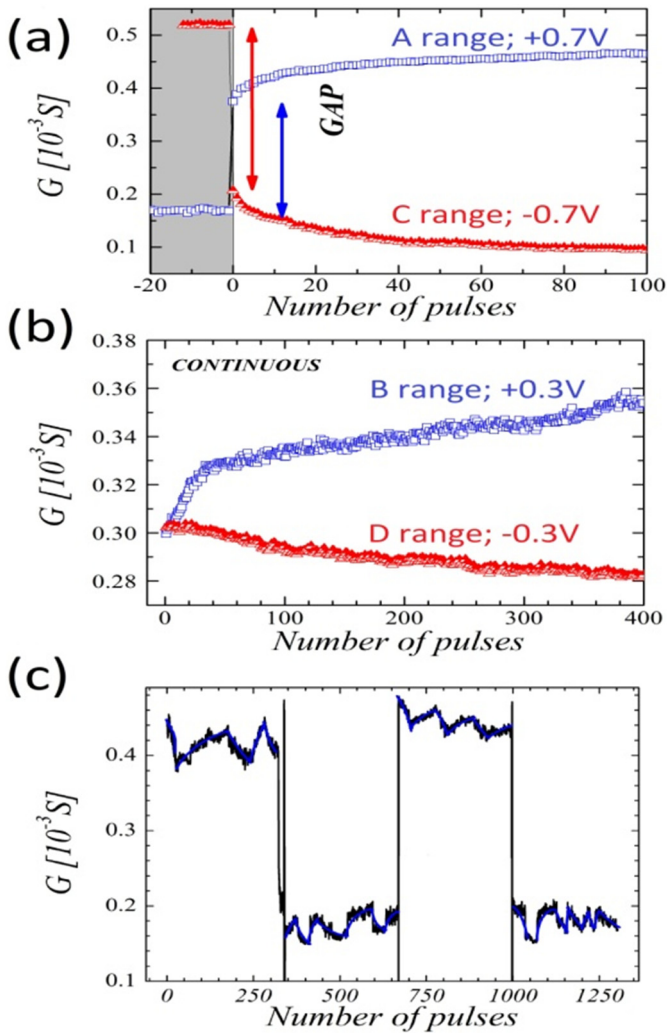 (a)
A range; +0.7V
GAP
C range; -0.7V
0.5
0.4
0.3
0.2
0.1
G [10⁻³S]
-20 0 20 40 60 80 100
Number of pulses
(b)
CONTINUOUS
B range; +0.3V
D range; -0.3V
0.38
0.36
0.34
0.32
0.30
0.28
G [10⁻³S]
0 100 200 300 400
Number of pulses
(c)
0.4
0.4
0.2
0.1
G [10⁻³S]
0 250 500 750 1000 1250
Number of pulses